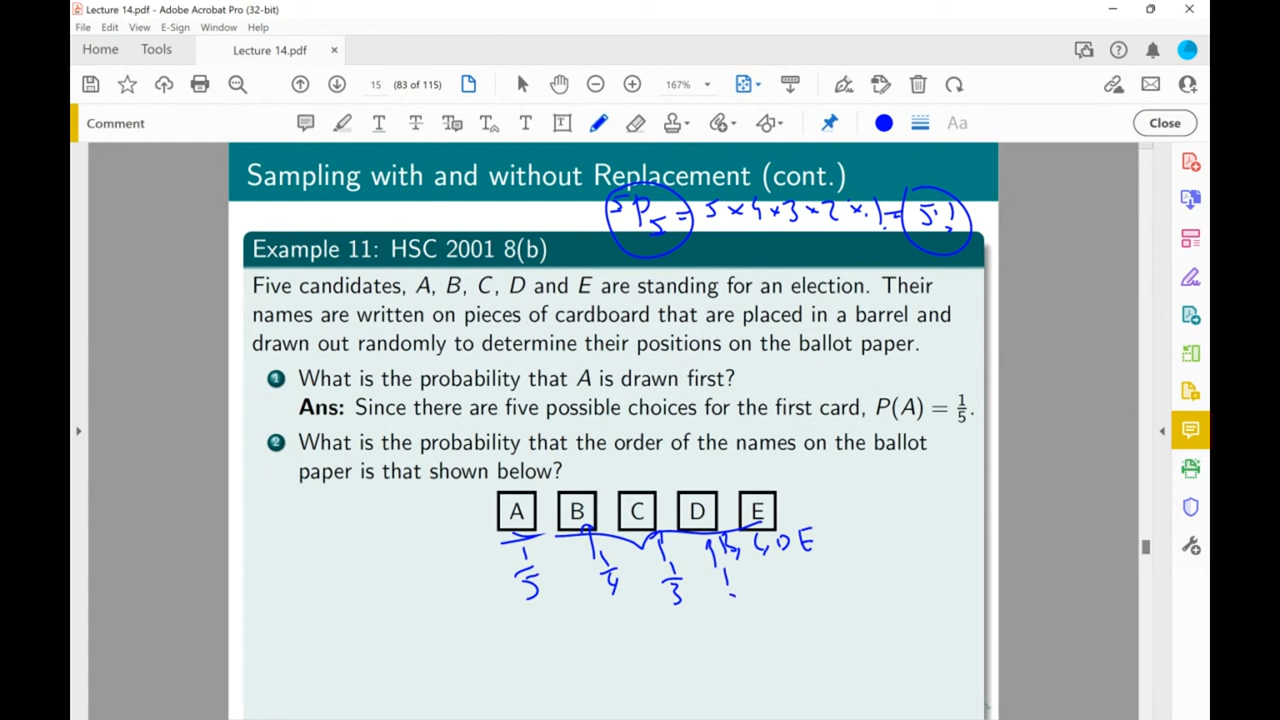 Lecture 14.pdf - Adobe Acrobat Pro (32-bit)
File Edit View E-Sign Window Help
Home Tools Lecture 14.pdf ×
15 (83 of 115) 167%
Comment Close
Sampling with and without Replacement (cont.)
5P5 = 5 × 4 × 3 × 2 × 1 = 5!
Example 11: HSC 2001 8(b)
Five candidates, A, B, C, D and E are standing for an election. Their
names are written on pieces of cardboard that are placed in a barrel and
drawn out randomly to determine their positions on the ballot paper.
1 What is the probability that A is drawn first?
Ans: Since there are five possible choices for the first card, P(A) = 1/5.
2 What is the probability that the order of the names on the ballot
paper is that shown below?
A B C D E
B, C, D E
1/5 1/4 1/3 1